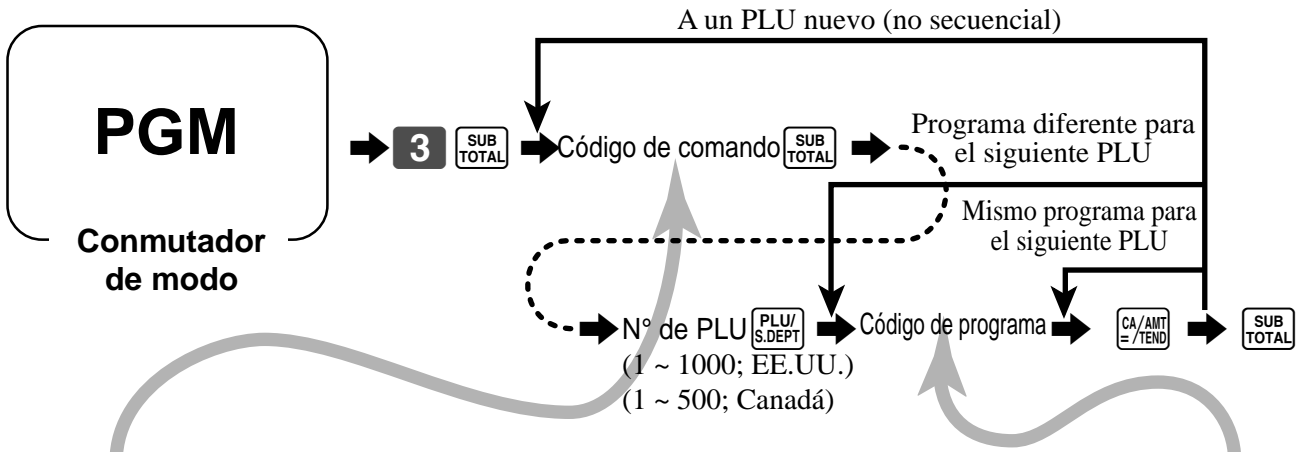 A un PLU nuevo (no secuencial)
PGM
Conmutador
de modo
3 SUB TOTAL Código de comando SUB TOTAL
Programa diferente para
el siguiente PLU
Mismo programa para
el siguiente PLU
N° de PLU PLU/ S.DEPT Código de programa CA/AMT = /TEND SUB TOTAL
(1 ~ 1000; EE.UU.)
(1 ~ 500; Canadá)